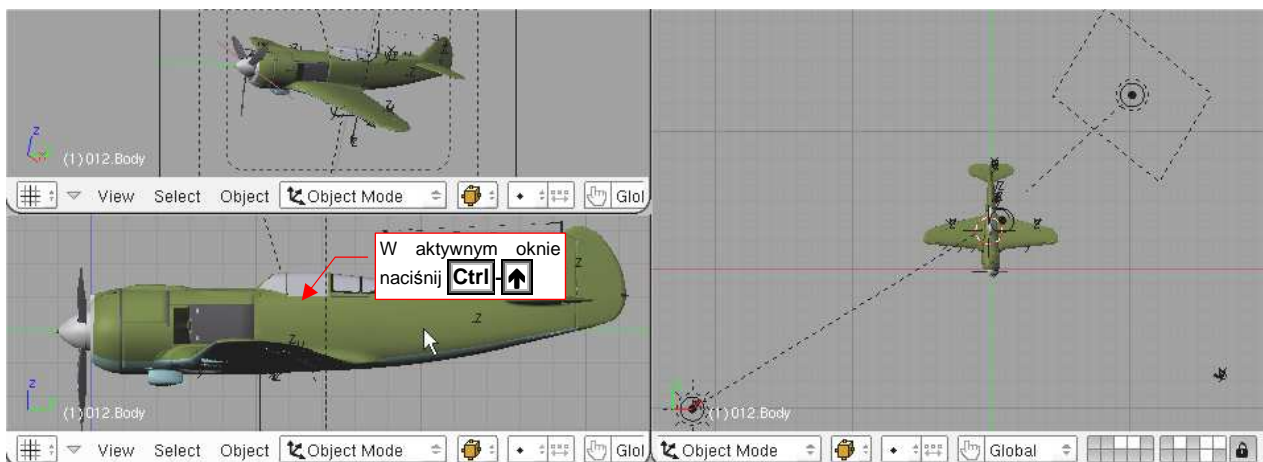 z
(1) 012.Body
View Select Object Object Mode Glol
W aktywnym oknie
naciśnij Ctrl-↑
Z
z
(1) 012.Body
View Select Object Object Mode Glol
(1) 012.Body
Object Mode Global